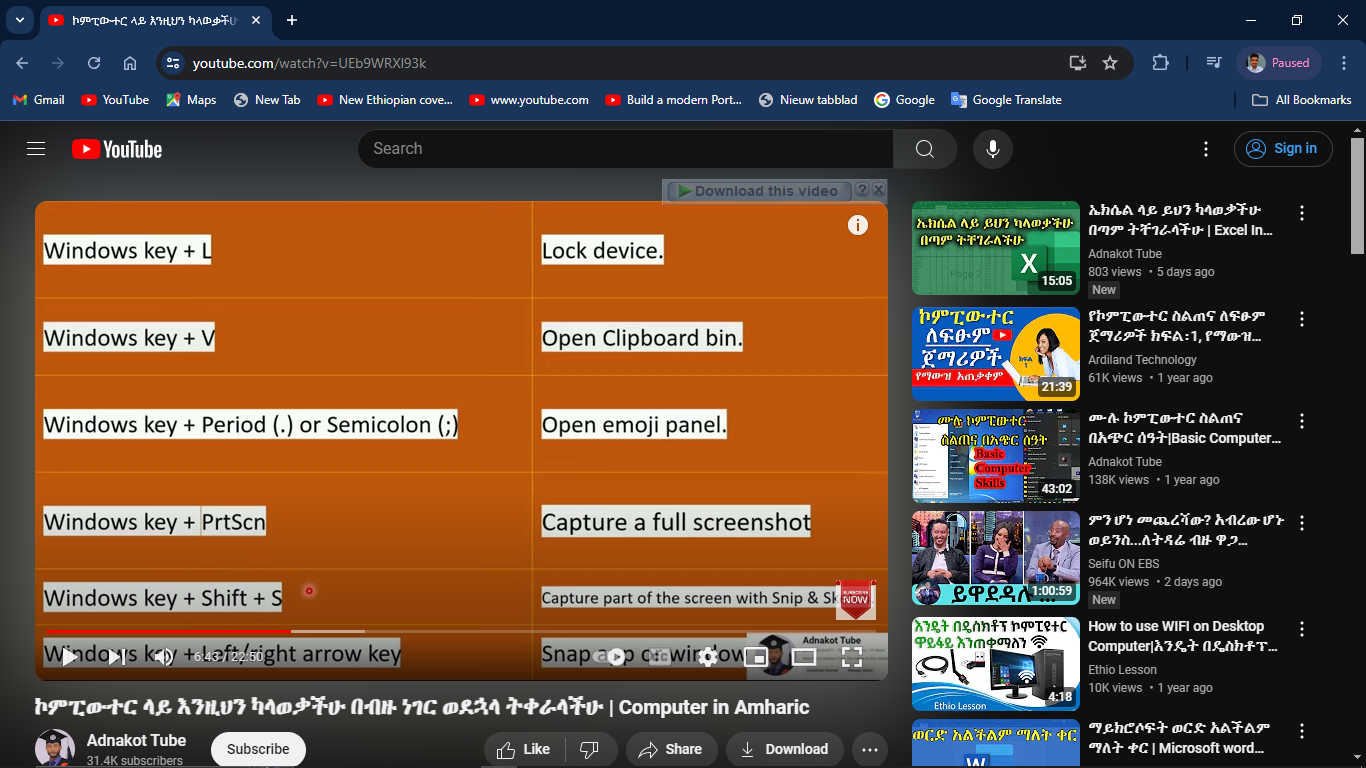 ኮምፒውተር ላይ እንዚህን ካላወቃችሁ
youtube.com/watch?v=UEb9WRXl93k
Paused
Gmail
YouTube
Maps
New Tab
New Ethiopian cove...
www.youtube.com
Build a modern Port...
Nieuw tabblad
Google
Google Translate
All Bookmarks
YouTube
Search
Sign in
Download this video
Windows key + L
Lock device.
Windows key + V
Open Clipboard bin.
Windows key + Period (.) or Semicolon (;)
Open emoji panel.
Windows key + PrtScn
Capture a full screenshot
Windows key + Shift + S
Capture part of the screen with Snip & Sk
SUBSCRIBE
NOW
Windows key + Left/right arrow key
Snap app or window
Adnakot Tube
6:43 / 22:50
ኮምፒውተር ላይ እንዚህን ካላወቃችሁ በብዙ ነገር ወደኋላ ትቀራላችሁ | Computer in Amharic
Adnakot Tube
31.4K subscribers
Subscribe
Like
Share
Download
ኤክሴል ላይ ይህን ካላወቃችሁ
በጣም ትቸገራላችሁ
Page 2
X
15:05
ኤክሴል ላይ ይህን ካላወቃችሁ
በጣም ትቸገራላችሁ | Excel In...
Adnakot Tube
803 views • 5 days ago
New
ኮምፒውተር
ለፍፁም
ጀማሪዎች
ክፍል
1
የማውዝ አጠቃቀም
21:39
የኮምፒውተር ስልጠና ለፍፁም
ጀማሪዎች ክፍል፡1, የማውዝ...
Ardiland Technology
61K views • 1 year ago
ሙሉ ኮምፒውተር
ስልጠና በአጭር ሰዓት
Basic
Computer
Skills
43:02
ሙሉ ኮምፒውተር ስልጠና
በአጭር ሰዓት|Basic Computer...
Adnakot Tube
138K views • 1 year ago
ይዋደዳሉ ...
1:00:59
ምን ሆነ መጨረሻው? አብረው ሆኑ
ወይንስ...ለትዳሬ ብዙ ዋጋ...
Seifu ON EBS
964K views • 2 days ago
New
እንዴት በዴስክቶፕ ኮምፒዩተር
ዋይፋይ እንጠቀማለን?
Ethio Lesson
4:18
How to use WIFI on Desktop
Computer|እንዴት በዴስክቶፕ...
Ethio Lesson
10K views • 1 year ago
ወርድ አልችልም ማለት ቀር
W
ማይክሮሶፍት ወርድ አልችልም
ማለት ቀር | Microsoft word...